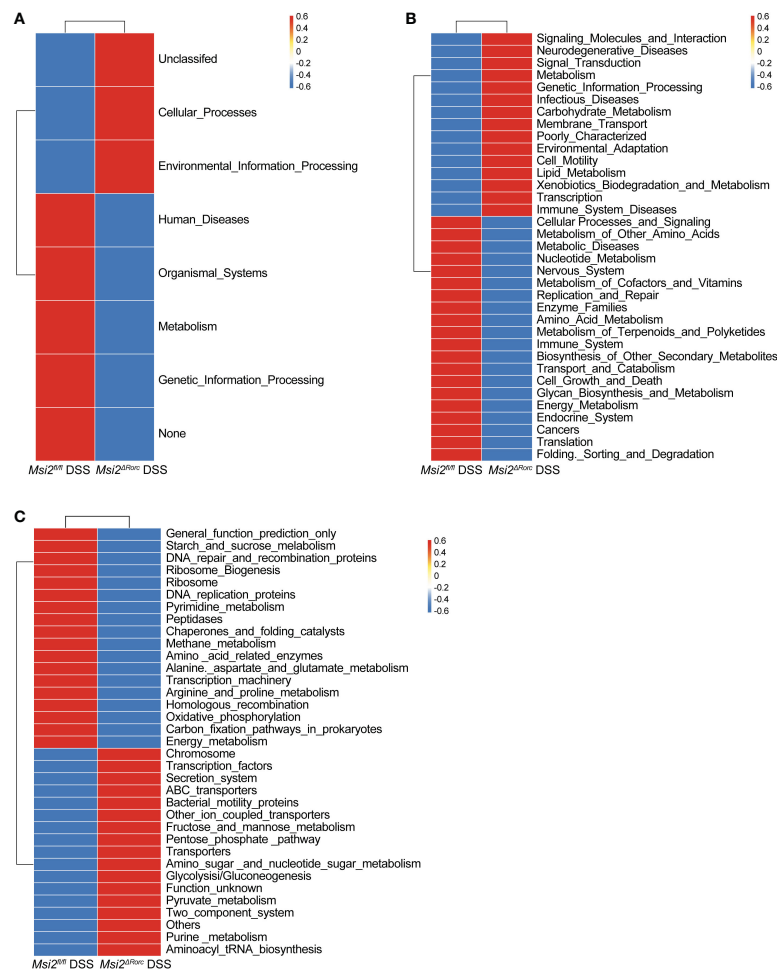 A
0.6
0.4
0.2
0
-0.2
-0.4
-0.6
Unclassifed
Cellular_Processes
Environmental_Information_Processing
Human_Diseases
Organismal_Systems
Metabolism
Genetic_Information_Processing
None
Msi2fl/fl DSS Msi2ΔRorc DSS
B
0.6
0.4
0.2
0
-0.2
-0.4
-0.6
Signaling_Molecules_and_Interaction
Neurodegenerative_Diseases
Signal_Transduction
Metabolism
Genetic_Information_Processing
Infectious_Diseases
Carbohydrate_Metabolism
Membrane_Transport
Poorly_Characterized
Environmental_Adaptation
Cell_Motility
Lipid_Metabolism
Xenobiotics_Biodegradation_and_Metabolism
Transcription
Immune_System_Diseases
Cellular Processes_and_Signaling
Metabolism_of_Other_Amino_Acids
Metabolic_Diseases
Nucleotide_Metabolism
Nervous_System
Metabolism_of_Cofactors_and_Vitamins
Replication_and_Repair
Enzyme_Families
Amino_Acid_Metabolism
Metabolism_of_Terpenoids_and_Polyketides
Immune_System
Biosynthesis_of_Other_Secondary_Metabolites
Transport_and_Catabolism
Cell_Growth_and_Death
Glycan_Biosynthesis_and_Metabolism
Energy_Metabolism
Endocrine_System
Cancers
Translation
Folding._Sorting_and_Degradation
Msi2fl/fl DSS Msi2ΔRorc DSS
C
0.6
0.4
0.2
0
-0.2
-0.4
-0.6
General_function_prediction_only
Starch_and_sucrose_metabolism
DNA_repair_and_recombination_proteins
Ribosome_Biogenesis
Ribosome
DNA_replication_proteins
Pyrimidine_metabolism
Peptidases
Chaperones_and_folding_catalysts
Methane_metabolism
Amino_acid_related_enzymes
Alanine._aspartate_and_glutamate_metabolism
Transcription_machinery
Arginine_and_proline_metabolism
Homologous_recombination
Oxidative_phosphorylation
Carbon_fixation_pathways_in_prokaryotes
Energy_metabolism
Chromosome
Transcription_factors
Secretion_system
ABC_transporters
Bacterial_motility_proteins
Other_ion_coupled_transporters
Fructose_and_mannose_metabolism
Pentose_phosphate _pathway
Transporters
Amino_sugar _and_nucleotide_sugar_metabolism
Glycolysisi/Gluconeogenesis
Function_unknown
Pyruvate_metabolism
Two_component_system
Others
Purine _metabolism
Aminoacyl_tRNA_biosynthesis
Msi2fl/fl DSS Msi2ΔRorc DSS